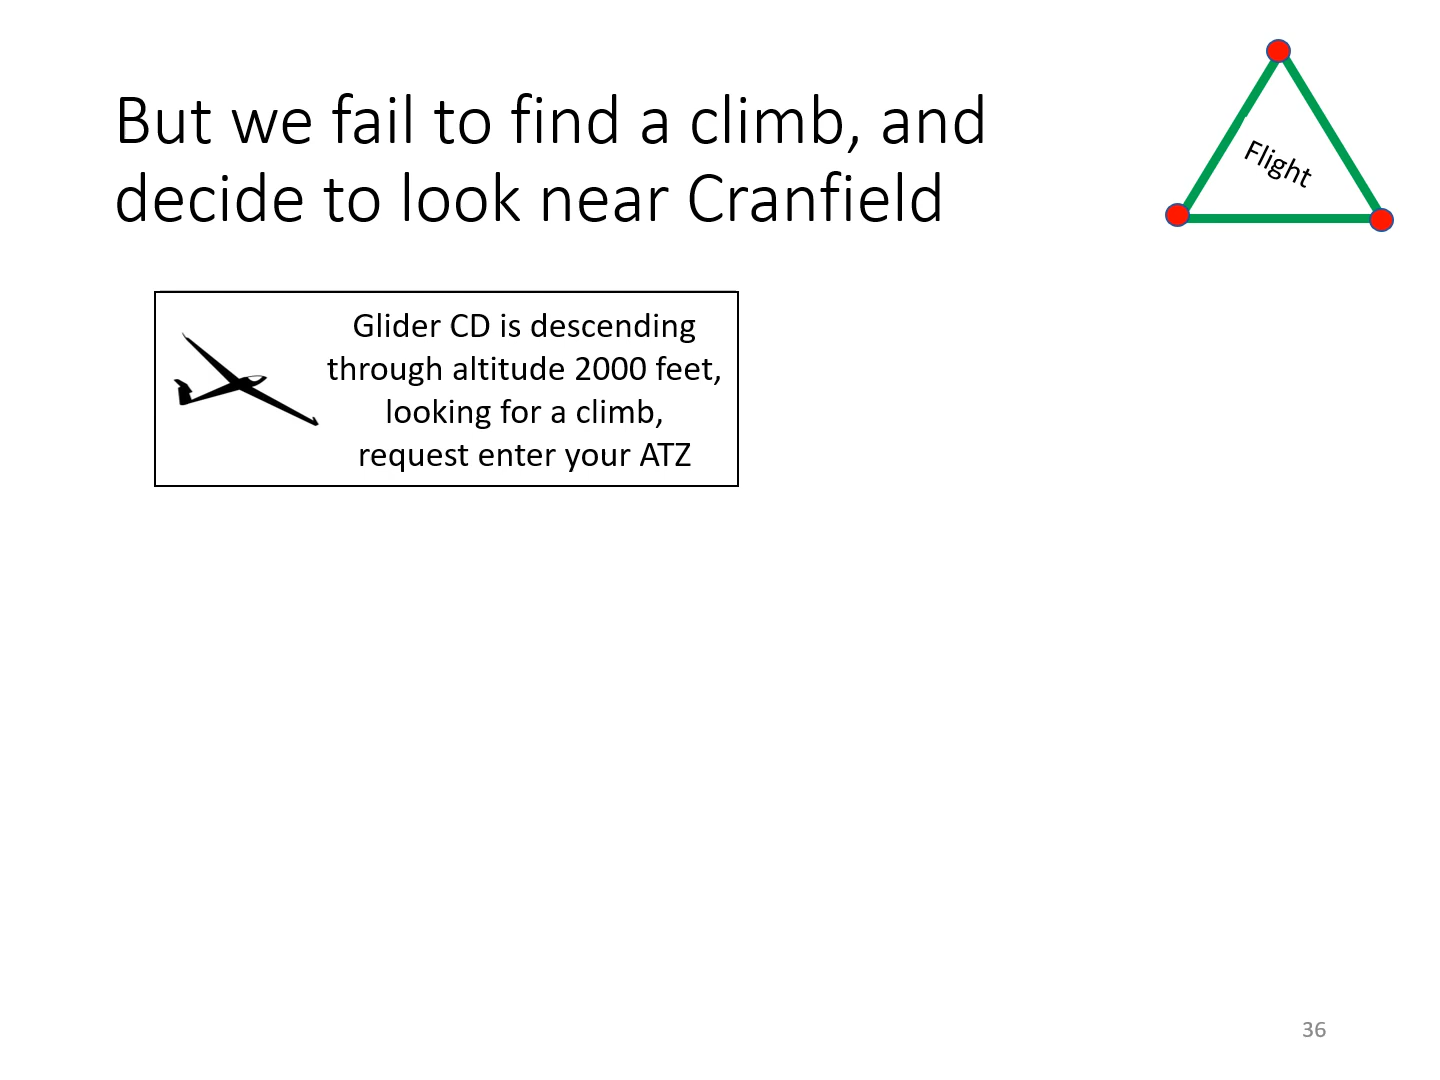 But we fail to find a climb, and
decide to look near Cranfield
Flight
Glider CD is descending
through altitude 2000 feet,
looking for a climb,
request enter your ATZ
36